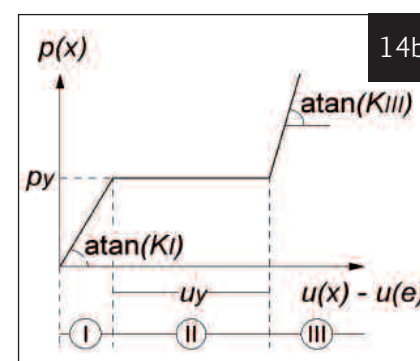 p(x)
14b
atan(KIII)
py
atan(KI)
uy
u(x) - u(e)
I
II
III